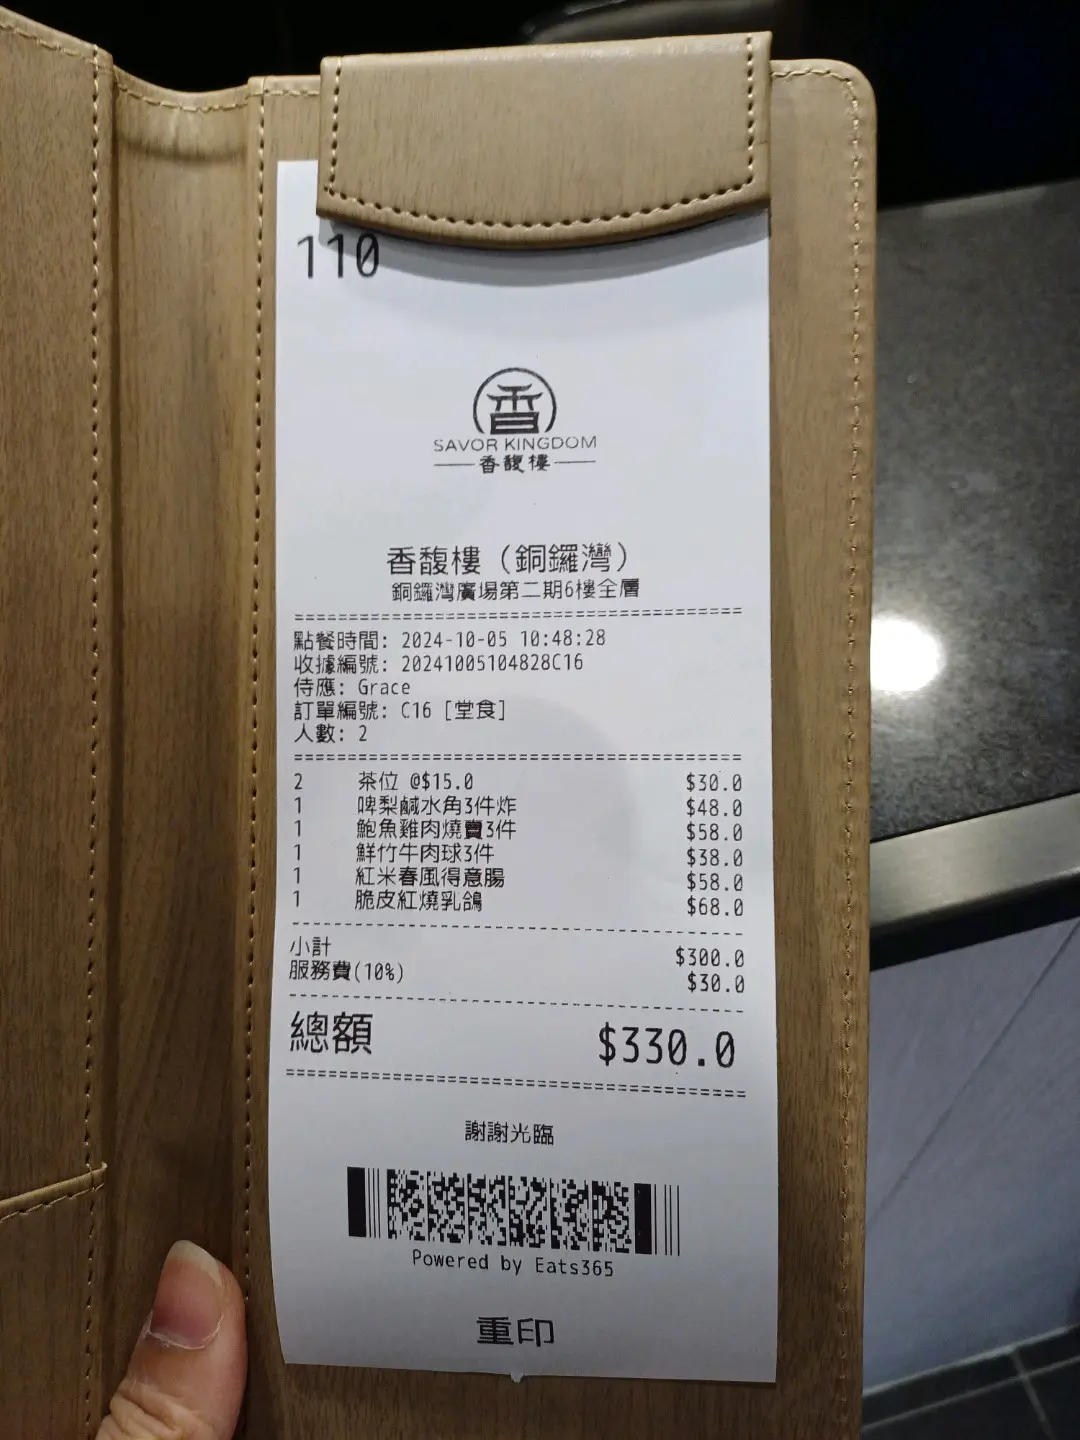 110
香
SAVOR KINGDOM
香馥樓
香馥樓（銅鑼灣）
銅鑼灣廣場第二期6樓全層
點餐時間: 2024-10-05 10:48:28
收據編號: 20241005104828C16
侍應: Grace
訂單編號: C16 [堂食]
人數: 2
2 茶位 @$15.0 $30.0
1 啤梨鹹水角3件炸 $48.0
1 鮑魚雞肉燒賣3件 $58.0
1 鮮竹牛肉球3件 $38.0
1 紅米春風得意腸 $58.0
1 脆皮紅燒乳鴿 $68.0
小計 $300.0
服務費(10%) $30.0
總額 $330.0
謝謝光臨
Powered by Eats365
重印